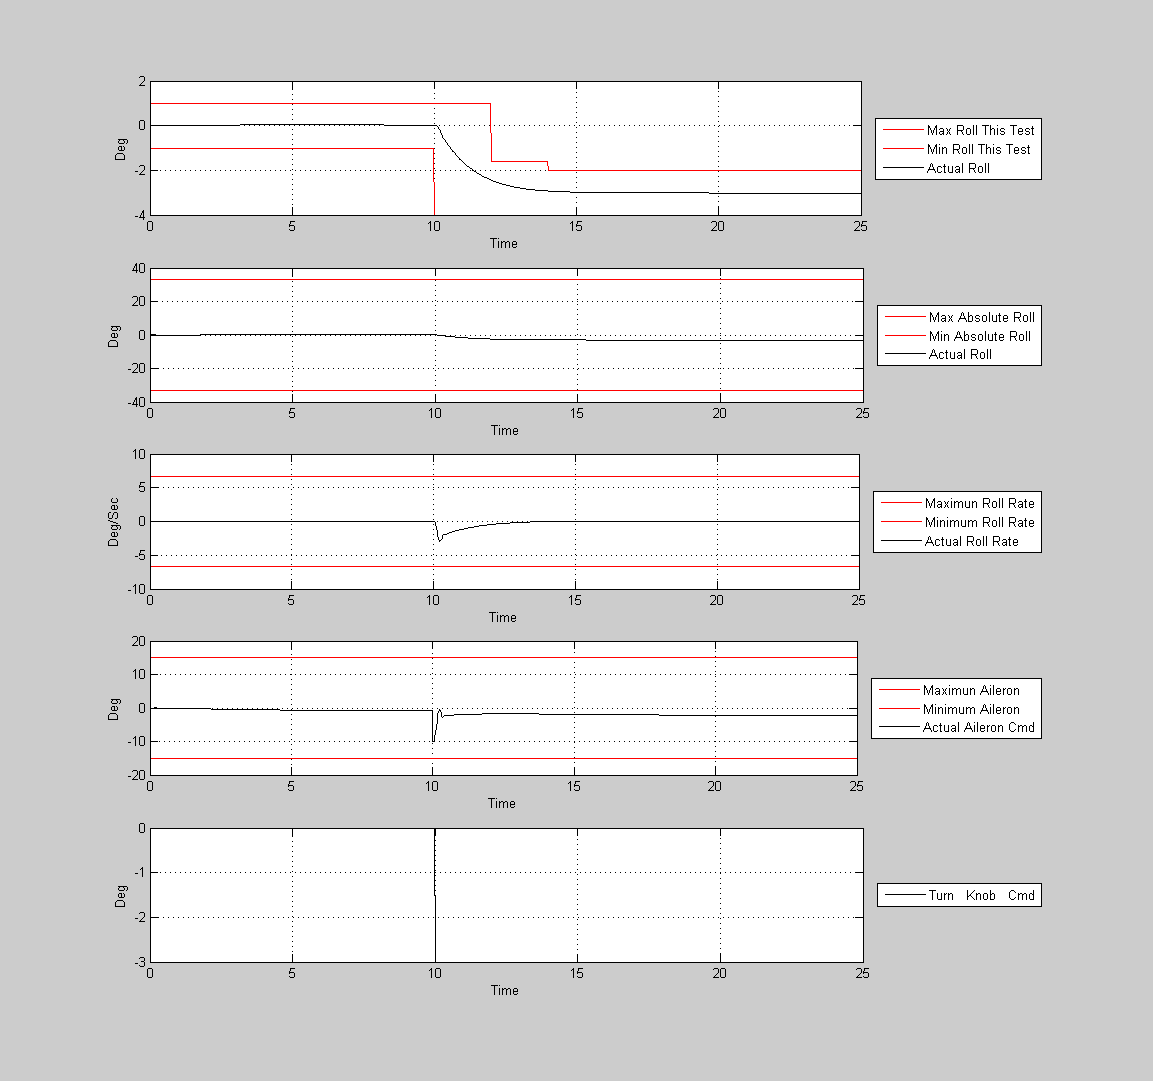 2
0
-2
-4
Deg
0 5 10 15 20 25
Time
Max Roll This Test
Min Roll This Test
Actual Roll
40
20
0
-20
-40
Deg
0 5 10 15 20 25
Time
Max Absolute Roll
Min Absolute Roll
Actual Roll
10
5
0
-5
-10
Deg/Sec
0 5 10 15 20 25
Time
Maximun Roll Rate
Minimum Roll Rate
Actual Roll Rate
20
10
0
-10
-20
Deg
0 5 10 15 20 25
Time
Maximun Aileron
Minimum Aileron
Actual Aileron Cmd
0
-1
-2
-3
Deg
0 5 10 15 20 25
Time
Turn Knob Cmd